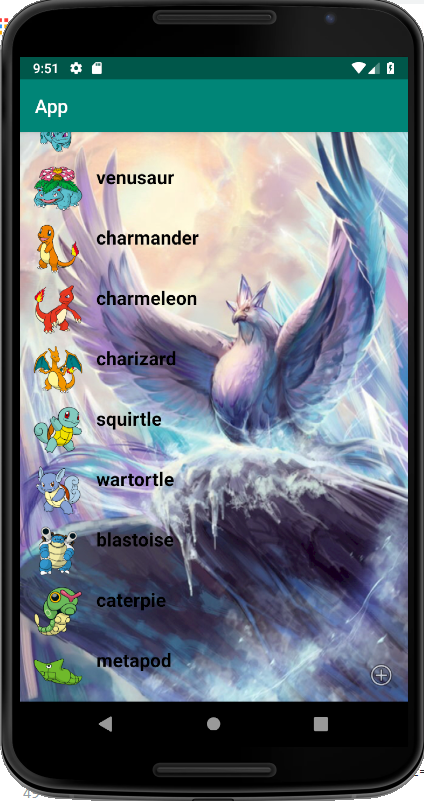 9:51
App
venusaur
charmander
charmeleon
charizard
squirtle
wartortle
blastoise
caterpie
metapod